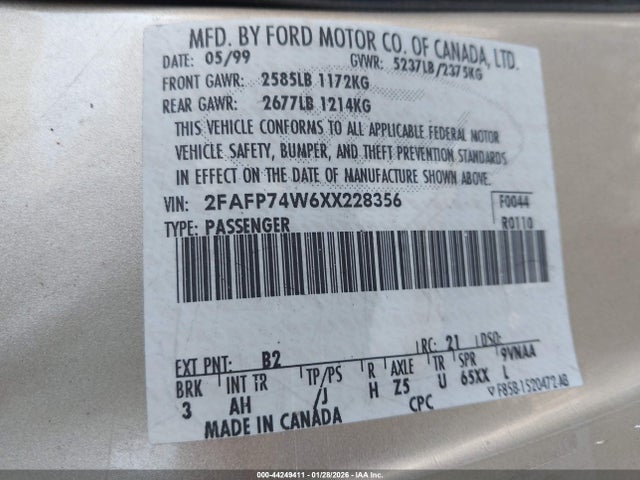 MFD. BY FORD MOTOR CO. OF CANADA, LTD.
DATE: 05/99 GVWR: 5237LB/2375KG
FRONT GAWR: 2585LB 1172KG
REAR GAWR: 2677LB 1214KG
THIS VEHICLE CONFORMS TO ALL APPLICABLE FEDERAL MOTOR
VEHICLE SAFETY, BUMPER, AND THEFT PREVENTION STANDARDS
IN EFFECT ON THE DATE OF MANUFACTURE SHOWN ABOVE.
VIN: 2FAFP74W6XX228356 F0044
TYPE: PASSENGER R0110
EXT PNT: B2 RC: 21 DSO:
BRK INT TR TP/PS R AXLE TR SPR 9VNAA
3 AH J H Z5 U 65XX L
MADE IN CANADA CPC F85B-1520472-AB
000-44249411 - 01/28/2026 - IAA Inc.